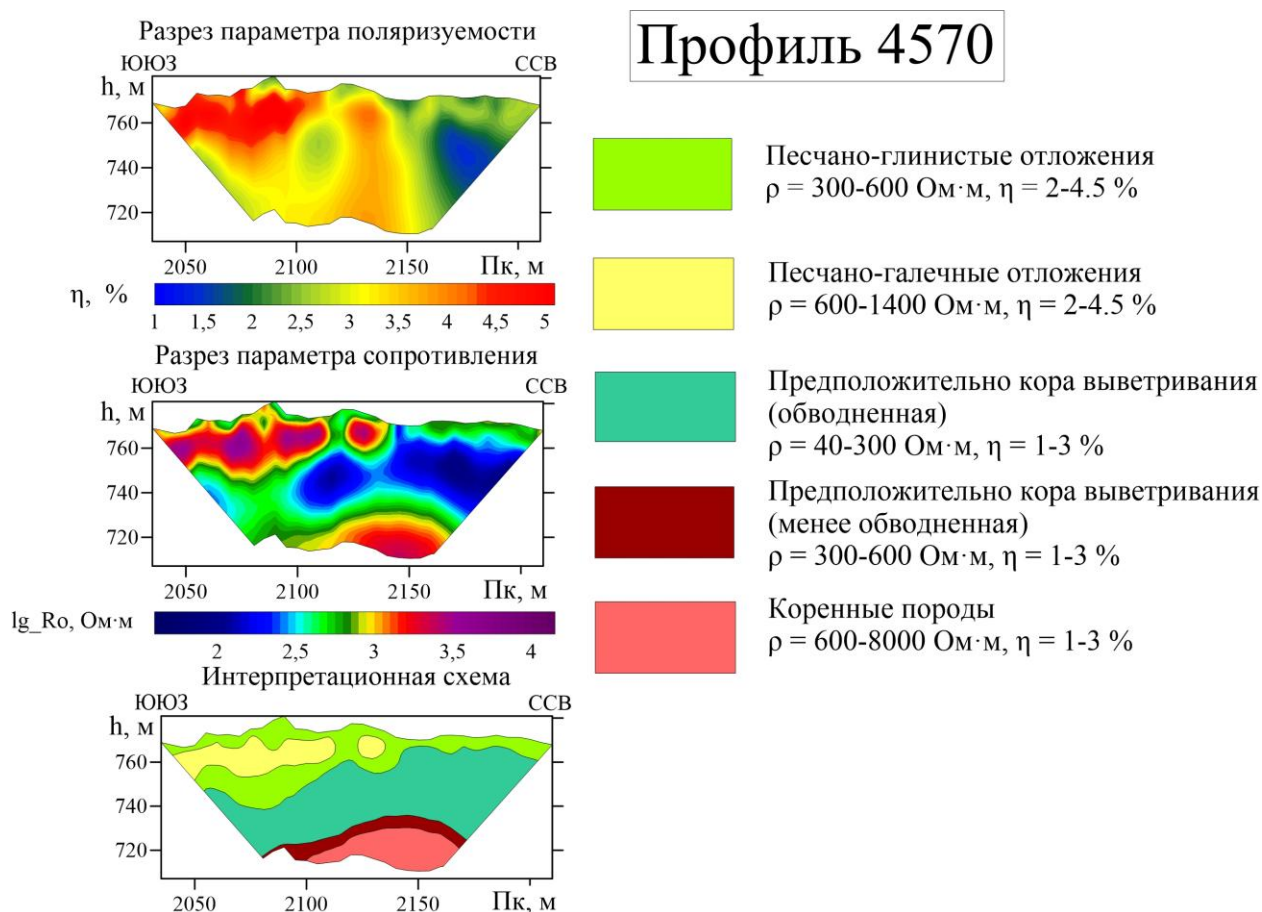 Профиль 4570
Разрез параметра поляризуемости
ЮЮЗ
ССВ
h, м
760
740
720
2050
2100
2150
Пк, м
η, %
1
1,5
2
2,5
3
3,5
4
4,5
5
Разрез параметра сопротивления
ЮЮЗ
ССВ
h, м
760
740
720
2050
2100
2150
Пк, м
lg_Ro, Ом·м
2
2,5
3
3,5
4
Интерпретационная схема
ЮЮЗ
ССВ
h, м
760
740
720
2050
2100
2150
Пк, м
Песчано-глинистые отложения
ρ = 300-600 Ом·м, η = 2-4.5 %
Песчано-галечные отложения
ρ = 600-1400 Ом·м, η = 2-4.5 %
Предположительно кора выветривания
(обводненная)
ρ = 40-300 Ом·м, η = 1-3 %
Предположительно кора выветривания
(менее обводненная)
ρ = 300-600 Ом·м, η = 1-3 %
Коренные породы
ρ = 600-8000 Ом·м, η = 1-3 %